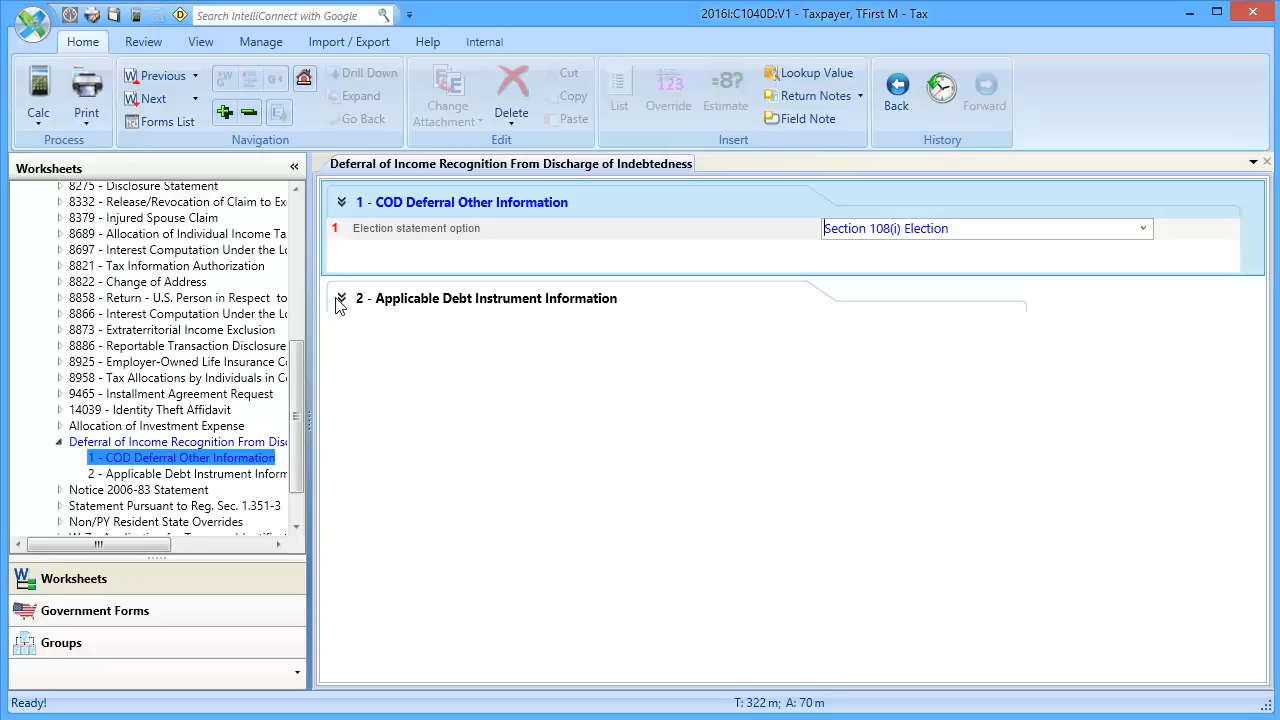 2016I:C1040D:V1 - Taxpayer, TFirst M - Tax
Search IntelliConnect with Google
Home Review View Manage Import / Export Help Internal
Calc
Print
Process
Previous
Next
Forms List
Drill Down
Expand
Go Back
Navigation
Change
Attachment
Delete
Cut
Copy
Paste
Edit
List
123
Override
=8?
Estimate
Lookup Value
Return Notes
Field Note
Insert
Back
Forward
History
Worksheets
8275 - Disclosure Statement
8332 - Release/Revocation of Claim to Ex
8379 - Injured Spouse Claim
8689 - Allocation of Individual Income Ta
8697 - Interest Computation Under the Lo
8821 - Tax Information Authorization
8822 - Change of Address
8858 - Return - U.S. Person in Respect to
8866 - Interest Computation Under the Lo
8873 - Extraterritorial Income Exclusion
8886 - Reportable Transaction Disclosure
8925 - Employer-Owned Life Insurance C
8958 - Tax Allocations by Individuals in C
9465 - Installment Agreement Request
14039 - Identity Theft Affidavit
Allocation of Investment Expense
Deferral of Income Recognition From Disc
1 - COD Deferral Other Information
2 - Applicable Debt Instrument Inform
Notice 2006-83 Statement
Statement Pursuant to Reg. Sec. 1.351-3
Non/PY Resident State Overrides
Worksheets
Government Forms
Groups
Deferral of Income Recognition From Discharge of Indebtedness
1 - COD Deferral Other Information
1 Election statement option Section 108(i) Election
2 - Applicable Debt Instrument Information
Ready!
T: 322 m; A: 70 m